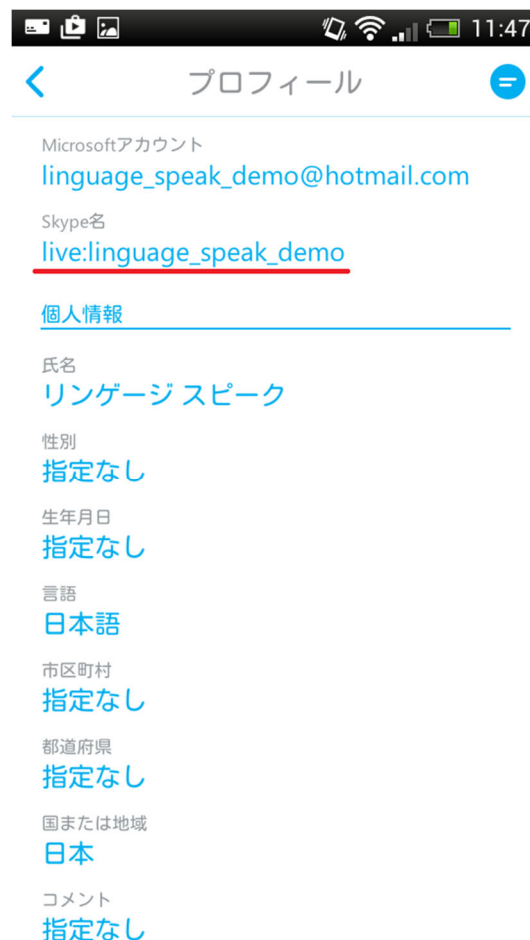 11:47
プロフィール
Microsoftアカウント
linguage_speak_demo@hotmail.com
Skype名
live:linguage_speak_demo
個人情報
氏名
リンゲージ スピーク
性別
指定なし
生年月日
指定なし
言語
日本語
市区町村
指定なし
都道府県
指定なし
国または地域
日本
コメント
指定なし